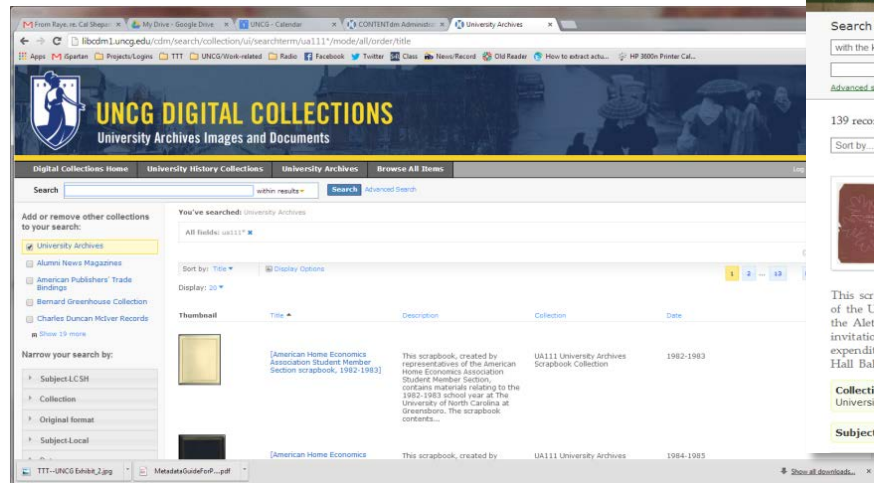 From Raye, re. Cal Shepar
My Drive - Google Drive
UNCG - Calendar
CONTENTdm Administrat
University Archives
libcdm1.uncg.edu/cdm/search/collection/ui/searchterm/ua111*/mode/all/order/title
Apps iSpartan Projects/Logins TTT UNCG/Work-related Radio Facebook Twitter Class News/Record Old Reader How to extract actu... HP 3600n Printer Cal...
UNCG DIGITAL COLLECTIONS
University Archives Images and Documents
Digital Collections Home University History Collections University Archives Browse All Items Log
Search within results Search Advanced Search
Add or remove other collections to your search:
University Archives
Alumni News Magazines
American Publishers' Trade
Bindings
Bernard Greenhouse Collection
Charles Duncan McIver Records
Show 19 more
Narrow your search by:
Subject-LCSH
Collection
Original format
Subject-Local
You've searched: University Archives
All fields: ua111*
Sort by: Title Display Options
1 2 ... 13
Display: 20
Thumbnail Title Description Collection Date
[American Home Economics
Association Student Member
Section scrapbook, 1982-1983]
This scrapbook, created by
representatives of the American
Home Economics Association
Student Member Section,
contains materials relating to the
1982-1983 school year at The
University of North Carolina at
Greensboro. The scrapbook
contents...
UA111 University Archives
Scrapbook Collection
1982-1983
[American Home Economics
This scrapbook, created by
UA111 University Archives
1984-1985
TTT--UNCG Exhibit_2.jpg
MetadataGuideForP....pdf
Show all downloads...
Search
with the k
Advanced s
139 reco
Sort by...
This scr
of the U
the Alet
invitatio
expendit
Hall Bal
Collecti
Universi
Subject